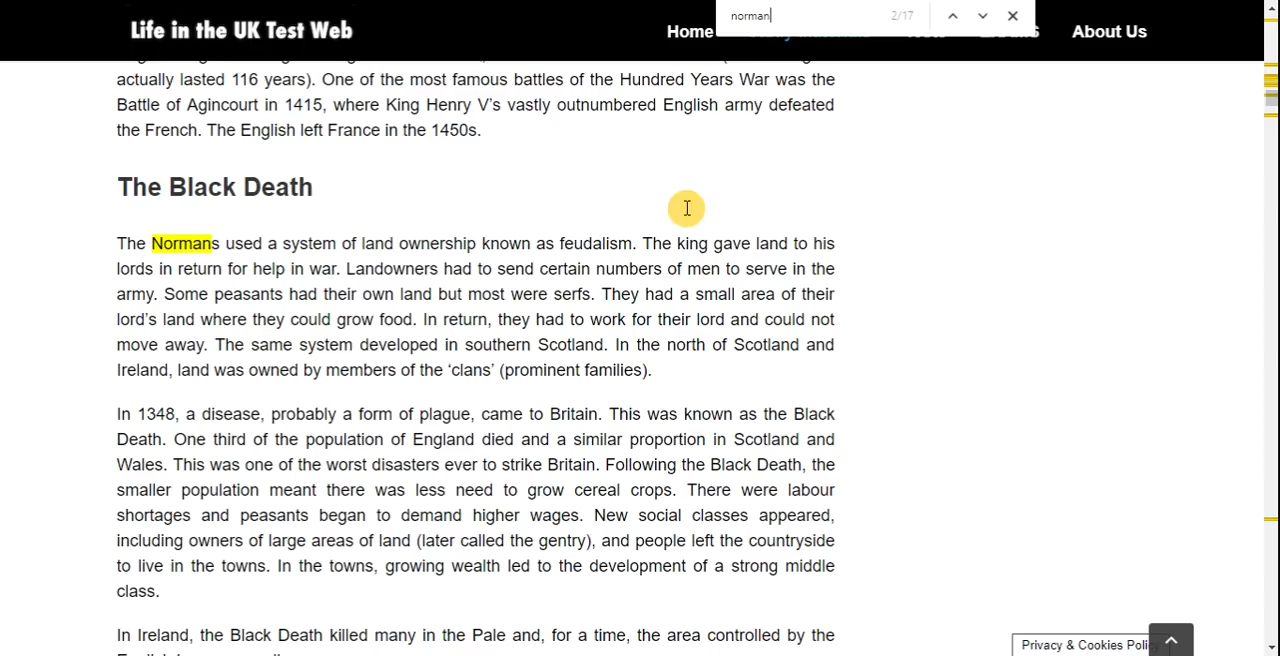 norman
2/17
Life in the UK Test Web
Home
About Us
actually lasted 116 years). One of the most famous battles of the Hundred Years War was the
Battle of Agincourt in 1415, where King Henry V’s vastly outnumbered English army defeated
the French. The English left France in the 1450s.
The Black Death
The Normans used a system of land ownership known as feudalism. The king gave land to his
lords in return for help in war. Landowners had to send certain numbers of men to serve in the
army. Some peasants had their own land but most were serfs. They had a small area of their
lord’s land where they could grow food. In return, they had to work for their lord and could not
move away. The same system developed in southern Scotland. In the north of Scotland and
Ireland, land was owned by members of the ‘clans’ (prominent families).
In 1348, a disease, probably a form of plague, came to Britain. This was known as the Black
Death. One third of the population of England died and a similar proportion in Scotland and
Wales. This was one of the worst disasters ever to strike Britain. Following the Black Death, the
smaller population meant there was less need to grow cereal crops. There were labour
shortages and peasants began to demand higher wages. New social classes appeared,
including owners of large areas of land (later called the gentry), and people left the countryside
to live in the towns. In the towns, growing wealth led to the development of a strong middle
class.
In Ireland, the Black Death killed many in the Pale and, for a time, the area controlled by the
Privacy & Cookies Polic